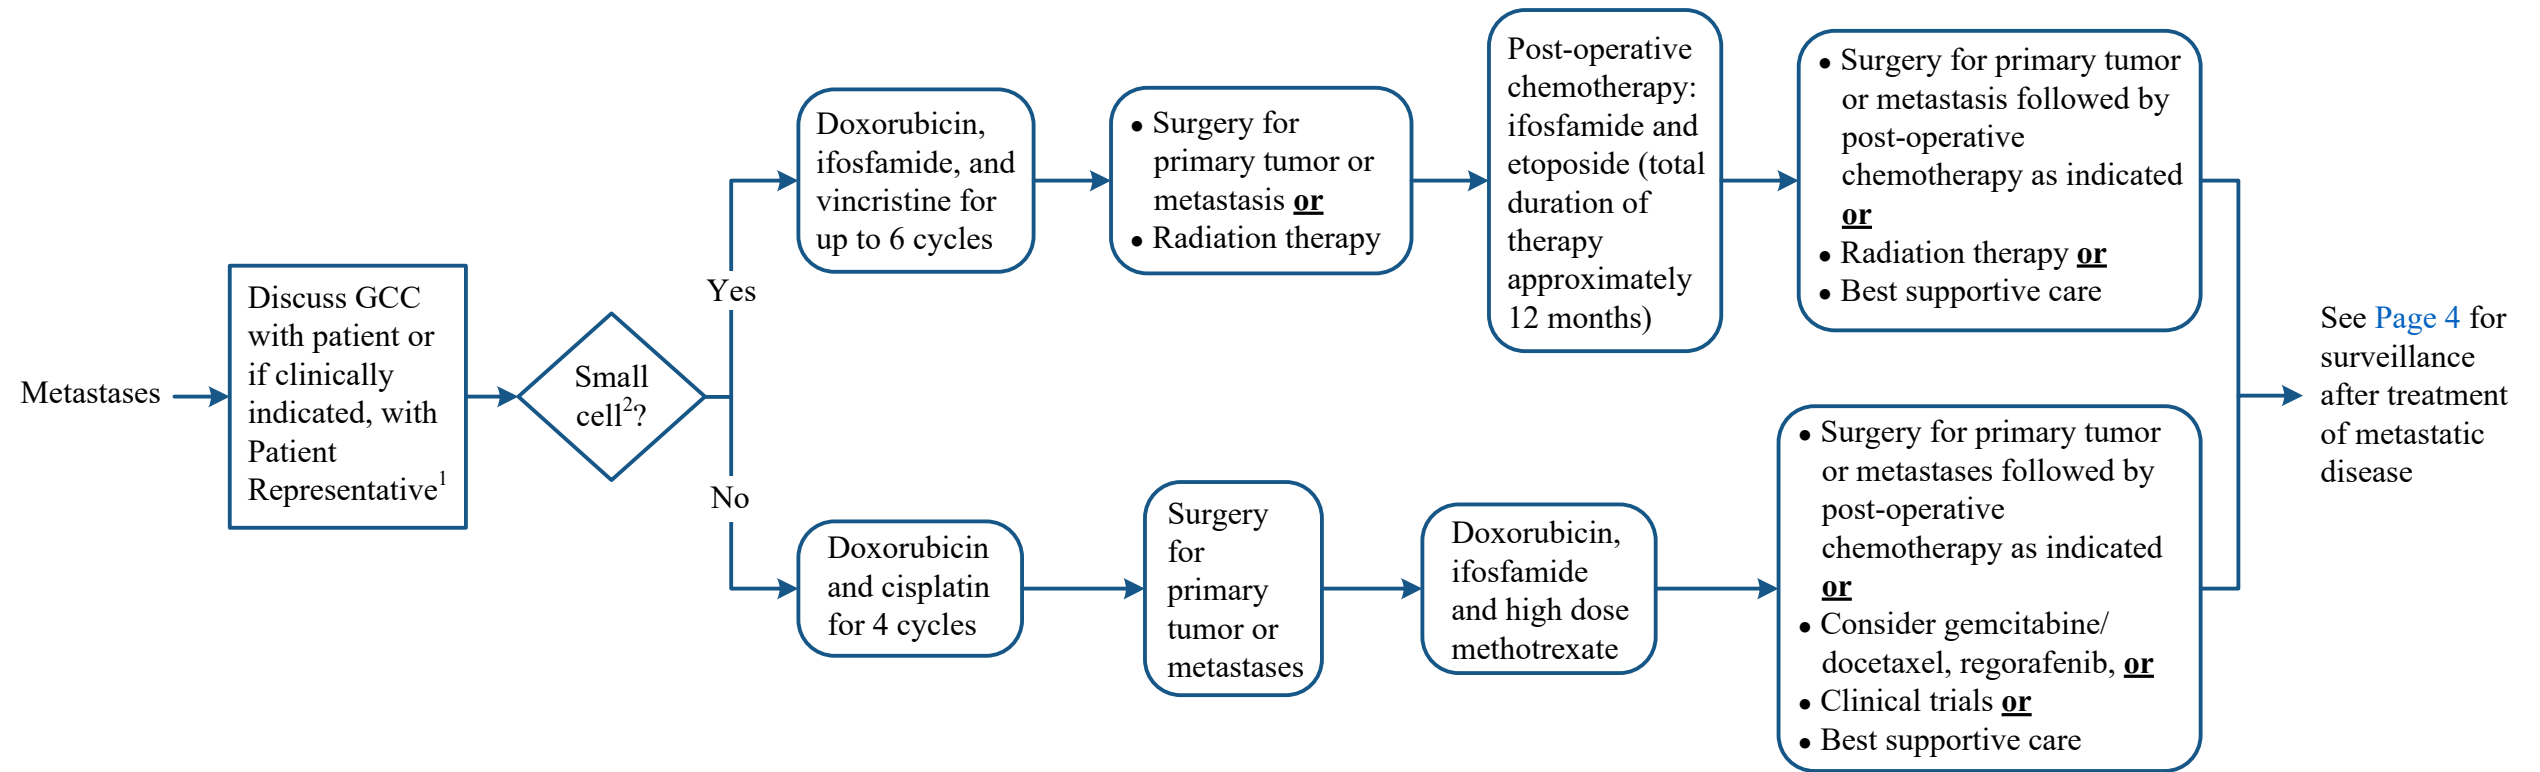 Metastases
Discuss GCC
with patient or
if clinically
indicated, with
Patient
Representative1
Small
cell2?
Yes
Doxorubicin,
ifosfamide, and
vincristine for
up to 6 cycles
• Surgery for
primary tumor or
metastasis or
• Radiation therapy
Post-operative
chemotherapy:
ifosfamide and
etoposide (total
duration of
therapy
approximately
12 months)
• Surgery for primary tumor
or metastasis followed by
post-operative
chemotherapy as indicated
or
• Radiation therapy or
• Best supportive care
No
Doxorubicin
and cisplatin
for 4 cycles
Surgery
for
primary
tumor or
metastases
Doxorubicin,
ifosfamide
and high dose
methotrexate
• Surgery for primary tumor
or metastases followed by
post-operative
chemotherapy as indicated
or
• Consider gemcitabine/
docetaxel, regorafenib, or
• Clinical trials or
• Best supportive care
See Page 4 for
surveillance
after treatment
of metastatic
disease